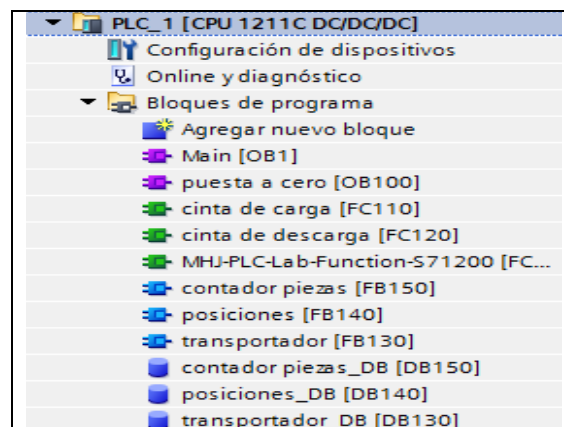 PLC_1 [CPU 1211C DC/DC/DC]
Configuración de dispositivos
Online y diagnóstico
Bloques de programa
Agregar nuevo bloque
Main [OB1]
puesta a cero [OB100]
cinta de carga [FC110]
cinta de descarga [FC120]
MHJ-PLC-Lab-Function-S71200 [FC...
contador piezas [FB150]
posiciones [FB140]
transportador [FB130]
contador piezas_DB [DB150]
posiciones_DB [DB140]
transportador_DB [DB130]